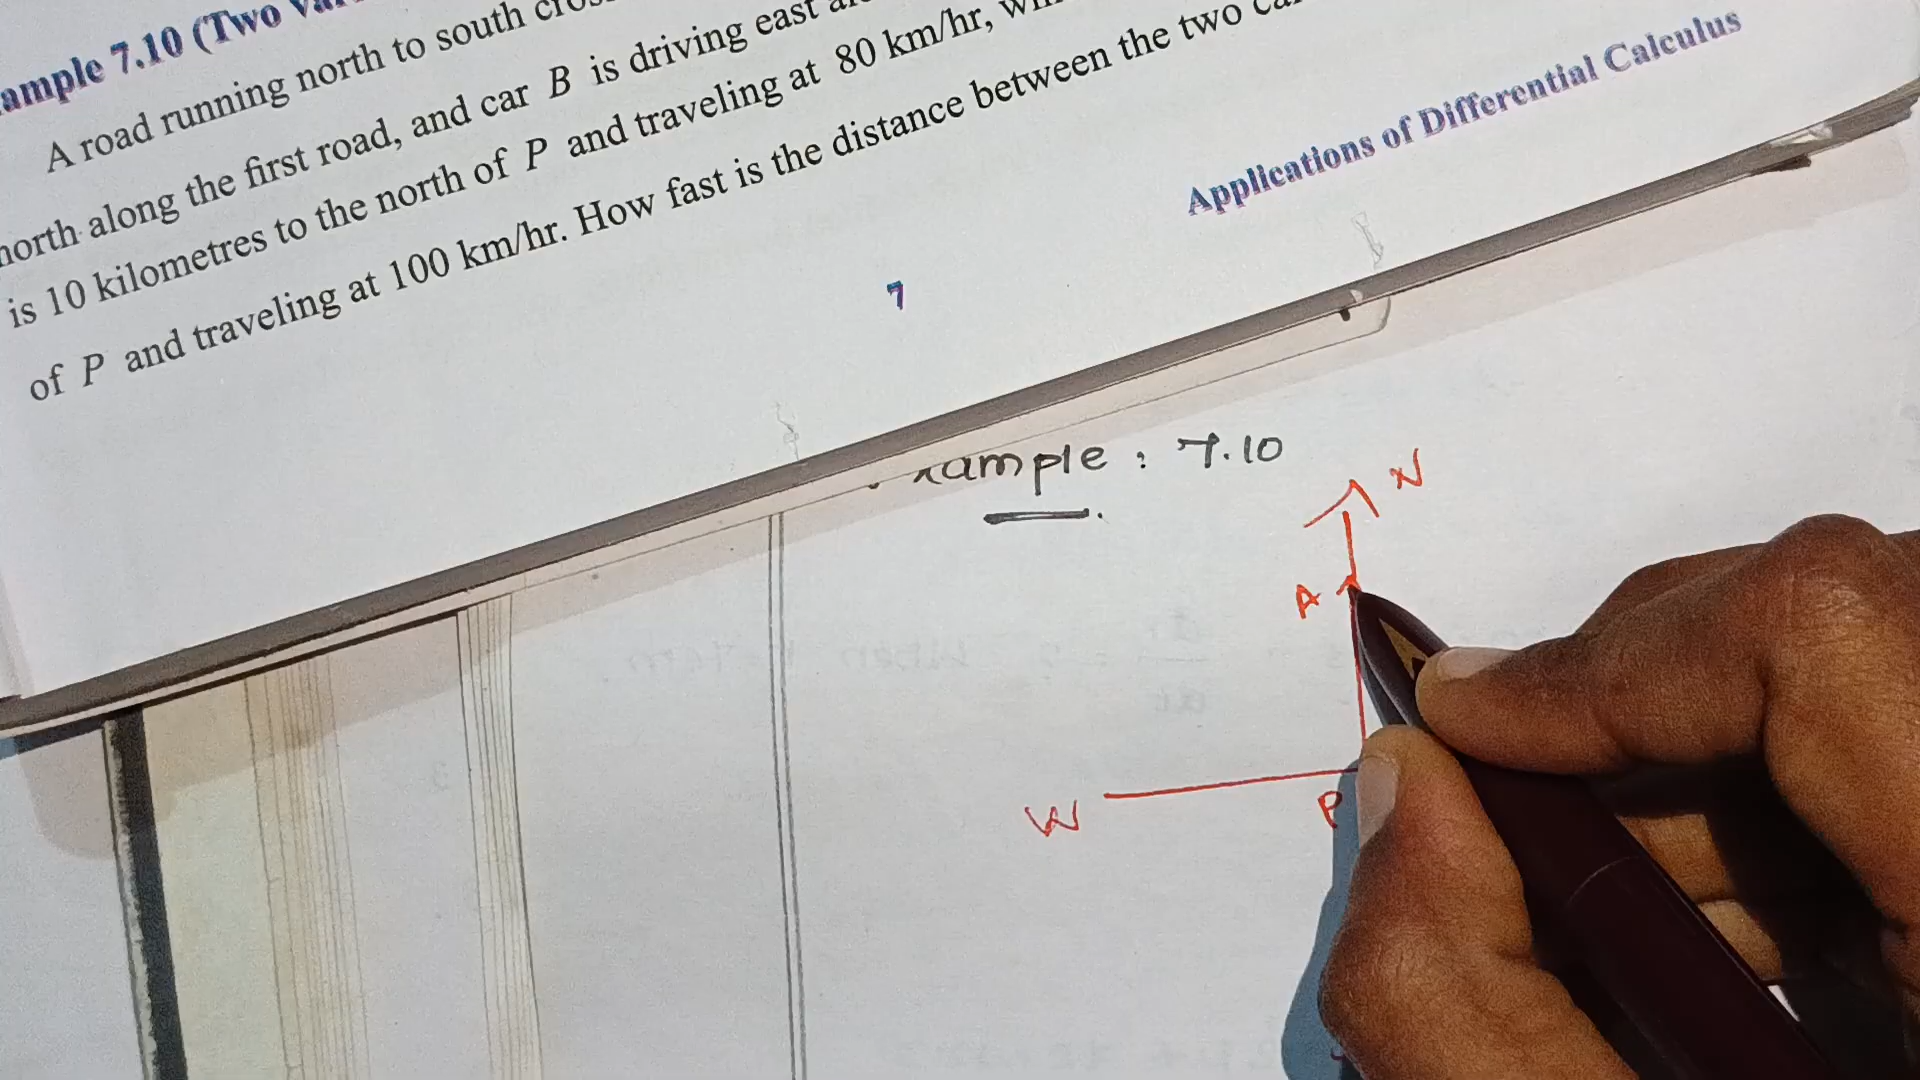 ample 7.10 (Two
A road running north to south
north along the first road, and car B is driving east
is 10 kilometres to the north of P and traveling at 80 km/hr,
of P and traveling at 100 km/hr. How fast is the distance between the two
Applications of Differential Calculus
7
xample : 7.10
N
A
W
P